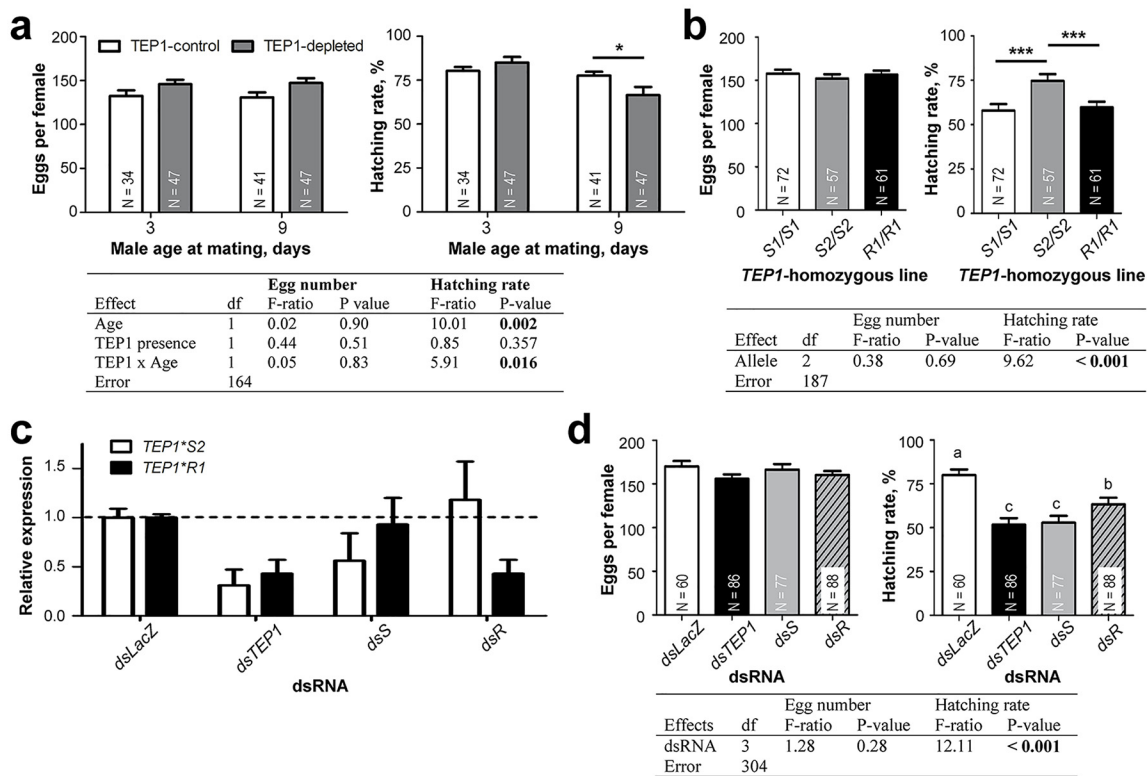 a
TEP1-control TEP1-depleted
Eggs per female
200
150
100
50
0
N = 34
N = 47
N = 41
N = 47
3 9
Male age at mating, days
Hatching rate, %
100
75
50
25
0
*
N = 34
N = 47
N = 41
N = 47
3 9
Male age at mating, days
Egg number Hatching rate
Effect df F-ratio P value F-ratio P-value
Age 1 0.02 0.90 10.01 0.002
TEP1 presence 1 0.44 0.51 0.85 0.357
TEP1 x Age 1 0.05 0.83 5.91 0.016
Error 164
b
Eggs per female
200
150
100
50
0
N = 72
N = 57
N = 61
S1/S1 S2/S2 R1/R1
TEP1-homozygous line
Hatching rate, %
100
75
50
25
0
*** ***
N = 72
N = 57
N = 61
S1/S1 S2/S2 R1/R1
TEP1-homozygous line
Egg number Hatching rate
Effect df F-ratio P-value F-ratio P-value
Allele 2 0.38 0.69 9.62 < 0.001
Error 187
c
TEP1*S2
TEP1*R1
Relative expression
1.5
1.0
0.5
0.0
dsLacZ dsTEP1 dsS dsR
dsRNA
d
Eggs per female
200
150
100
50
0
N = 60
N = 86
N = 77
N = 88
dsLacZ dsTEP1 dsS dsR
dsRNA
Hatching rate, %
100
75
50
25
0
a c c b
N = 60
N = 86
N = 77
N = 88
dsLacZ dsTEP1 dsS dsR
dsRNA
Egg number Hatching rate
Effects df F-ratio P-value F-ratio P-value
dsRNA 3 1.28 0.28 12.11 < 0.001
Error 304